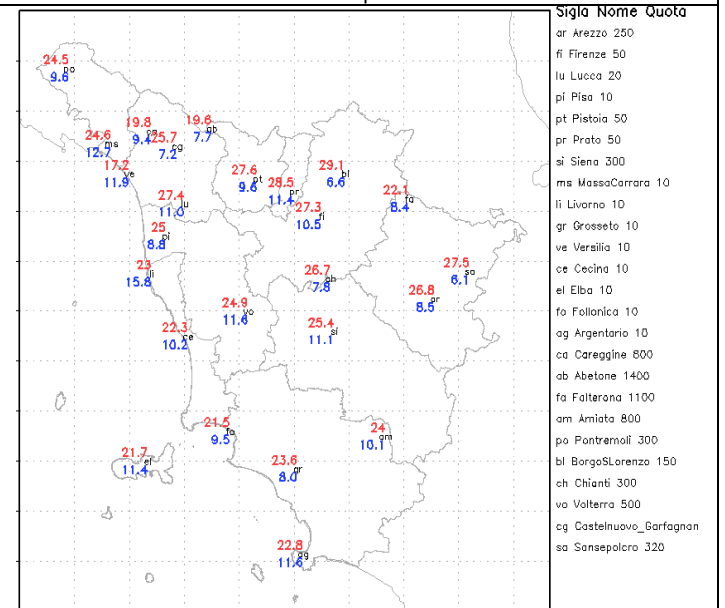 Sigla Nome Quota
ar Arezzo 250
fi Firenze 50
lu Lucca 20
pi Pisa 10
pt Pistoia 50
pr Prato 50
si Siena 300
ms MassaCarrara 10
li Livorno 10
gr Grosseto 10
ve Versilia 10
ce Cecina 10
el Elba 10
fo Follonica 10
ag Argentario 10
ca Careggine 800
ab Abetone 1400
fa Falterona 1100
am Amiata 800
po Pontremoli 300
bl BorgoSLorenzo 150
ch Chianti 300
vo Volterra 500
cg Castelnuovo_Garfagnan
sa Sansepolcro 320
24.5
po
9.6
19.8
19.6
ab
9.4
7.7
24.6
ms
12.7
25.7
cg
7.2
17.2
ve
11.9
27.6
pt
9.6
29.1
bl
6.6
28.5
pr
11.4
22.1
fa
8.4
27.4
lu
11.0
27.3
fi
10.5
25
pi
8.8
23
li
15.8
26.7
7.8
27.5
sa
6.1
26.8
ar
8.5
24.9
vo
11.6
25.4
si
11.1
22.3
ce
10.2
21.5
fo
9.5
24
am
10.1
21.7
el
11.4
23.6
gr
8.0
22.8
ag
11.6